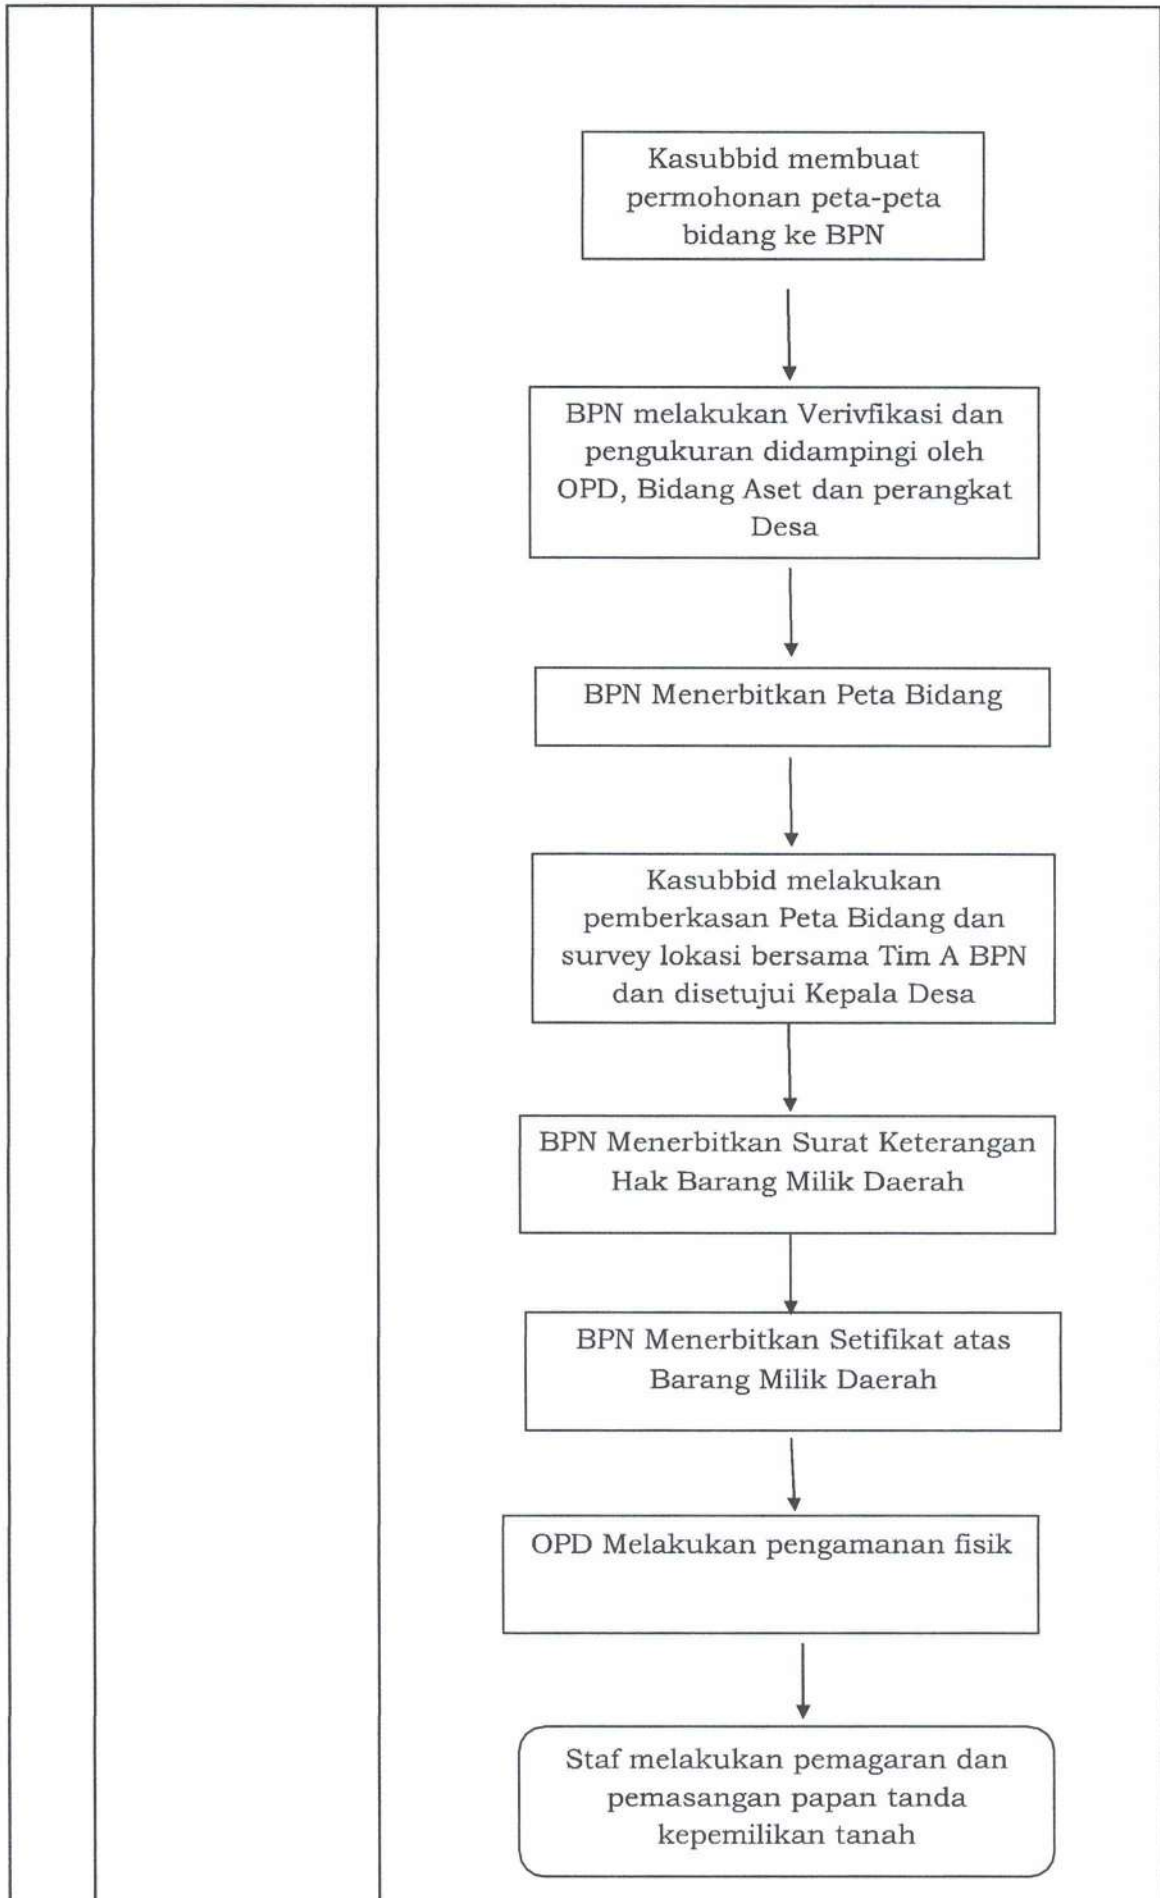 Kasubbid membuat
permohonan peta-peta
bidang ke BPN
BPN melakukan Verivfikasi dan
pengukuran didampingi oleh
OPD, Bidang Aset dan perangkat
Desa
BPN Menerbitkan Peta Bidang
Kasubbid melakukan
pemberkasan Peta Bidang dan
survey lokasi bersama Tim A BPN
dan disetujui Kepala Desa
BPN Menerbitkan Surat Keterangan
Hak Barang Milik Daerah
BPN Menerbitkan Setifikat atas
Barang Milik Daerah
OPD Melakukan pengamanan fisik
Staf melakukan pemagaran dan
pemasangan papan tanda
kepemilikan tanah